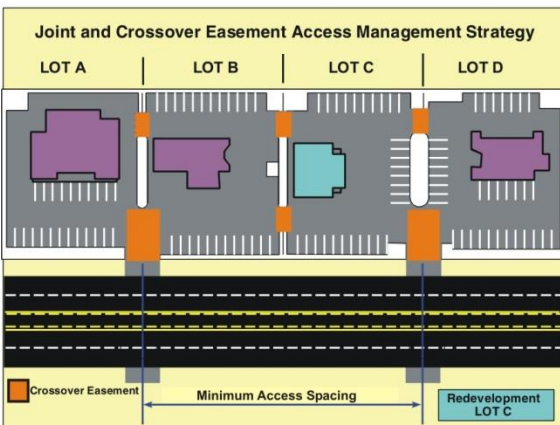 Joint and Crossover Easement Access Management Strategy
LOT A LOT B LOT C LOT D
Crossover Easement
Minimum Access Spacing
Redevelopment
LOT C